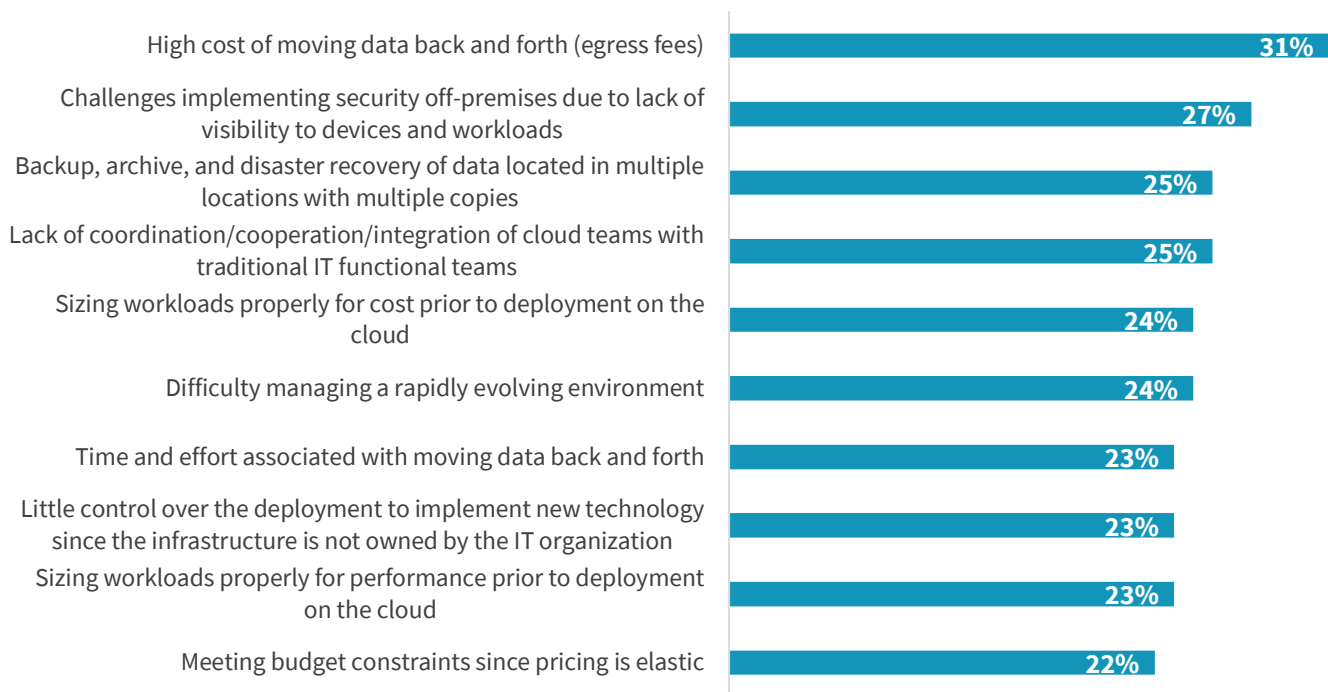 High cost of moving data back and forth (egress fees)
31%
Challenges implementing security off-premises due to lack of
visibility to devices and workloads
27%
Backup, archive, and disaster recovery of data located in multiple
locations with multiple copies
25%
Lack of coordination/cooperation/integration of cloud teams with
traditional IT functional teams
25%
Sizing workloads properly for cost prior to deployment on the
cloud
24%
Difficulty managing a rapidly evolving environment
24%
Time and effort associated with moving data back and forth
23%
Little control over the deployment to implement new technology
since the infrastructure is not owned by the IT organization
23%
Sizing workloads properly for performance prior to deployment
on the cloud
23%
Meeting budget constraints since pricing is elastic
22%